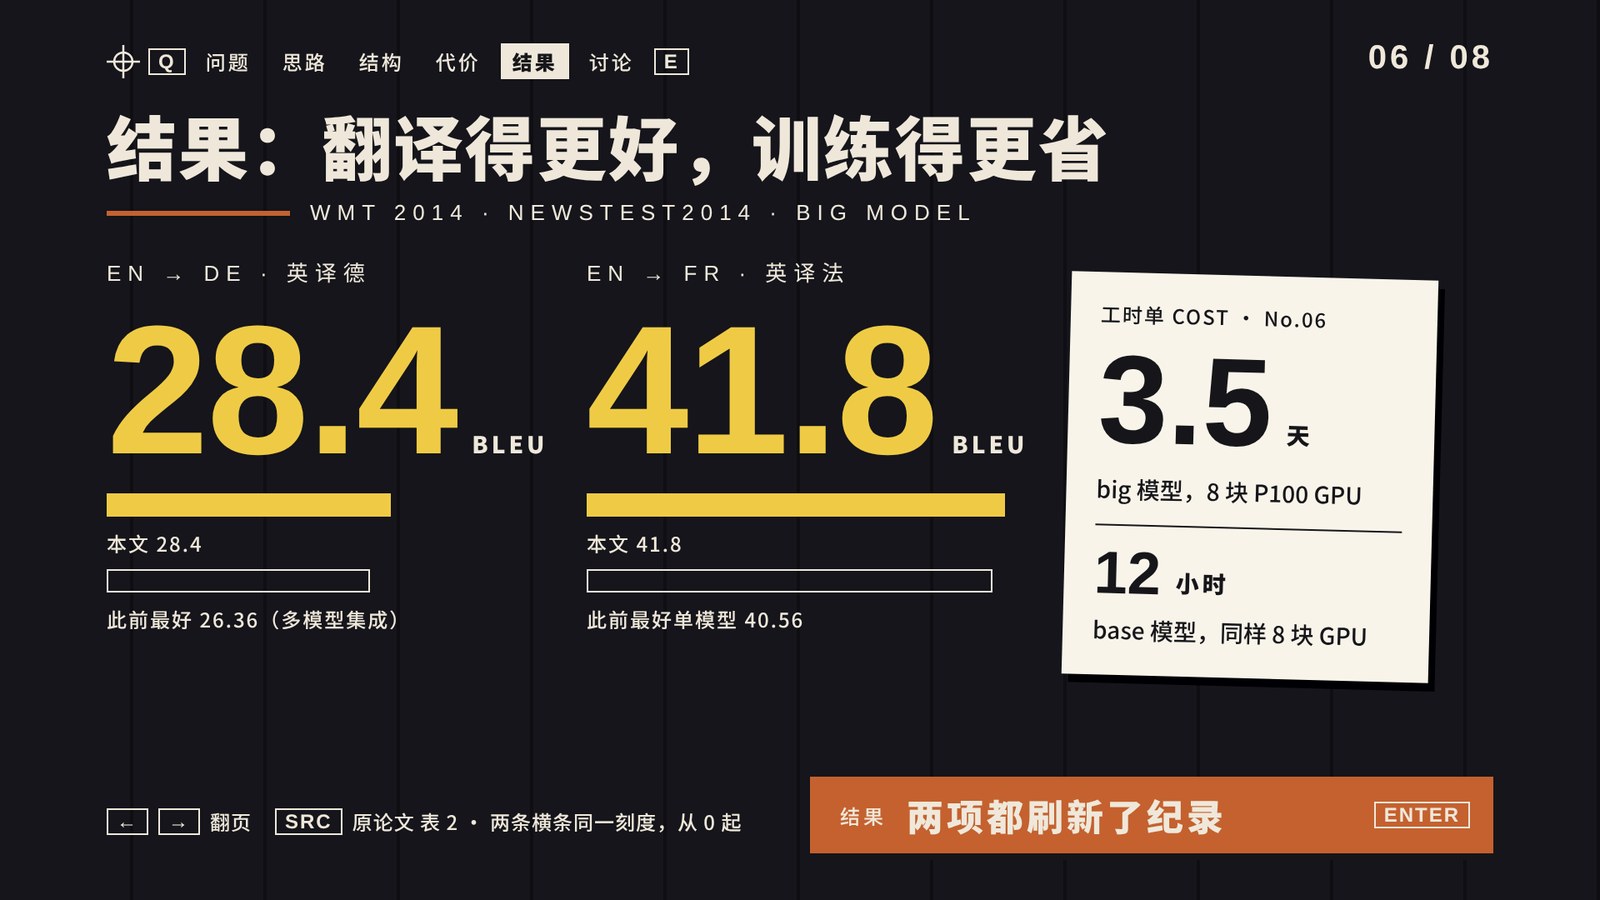 Q 问题 思路 结构 代价 结果 讨论 E
06 / 08
结果：翻译得更好，训练得更省
WMT 2014 · NEWSTEST2014 · BIG MODEL
EN → DE · 英译德
28.4 BLEU
本文 28.4
此前最好 26.36（多模型集成）
EN → FR · 英译法
41.8 BLEU
本文 41.8
此前最好单模型 40.56
工时单 COST · No.06
3.5 天
big 模型，8 块 P100 GPU
12 小时
base 模型，同样 8 块 GPU
← → 翻页 SRC 原论文 表 2 · 两条横条同一刻度，从 0 起
结果 两项都刷新了纪录 ENTER